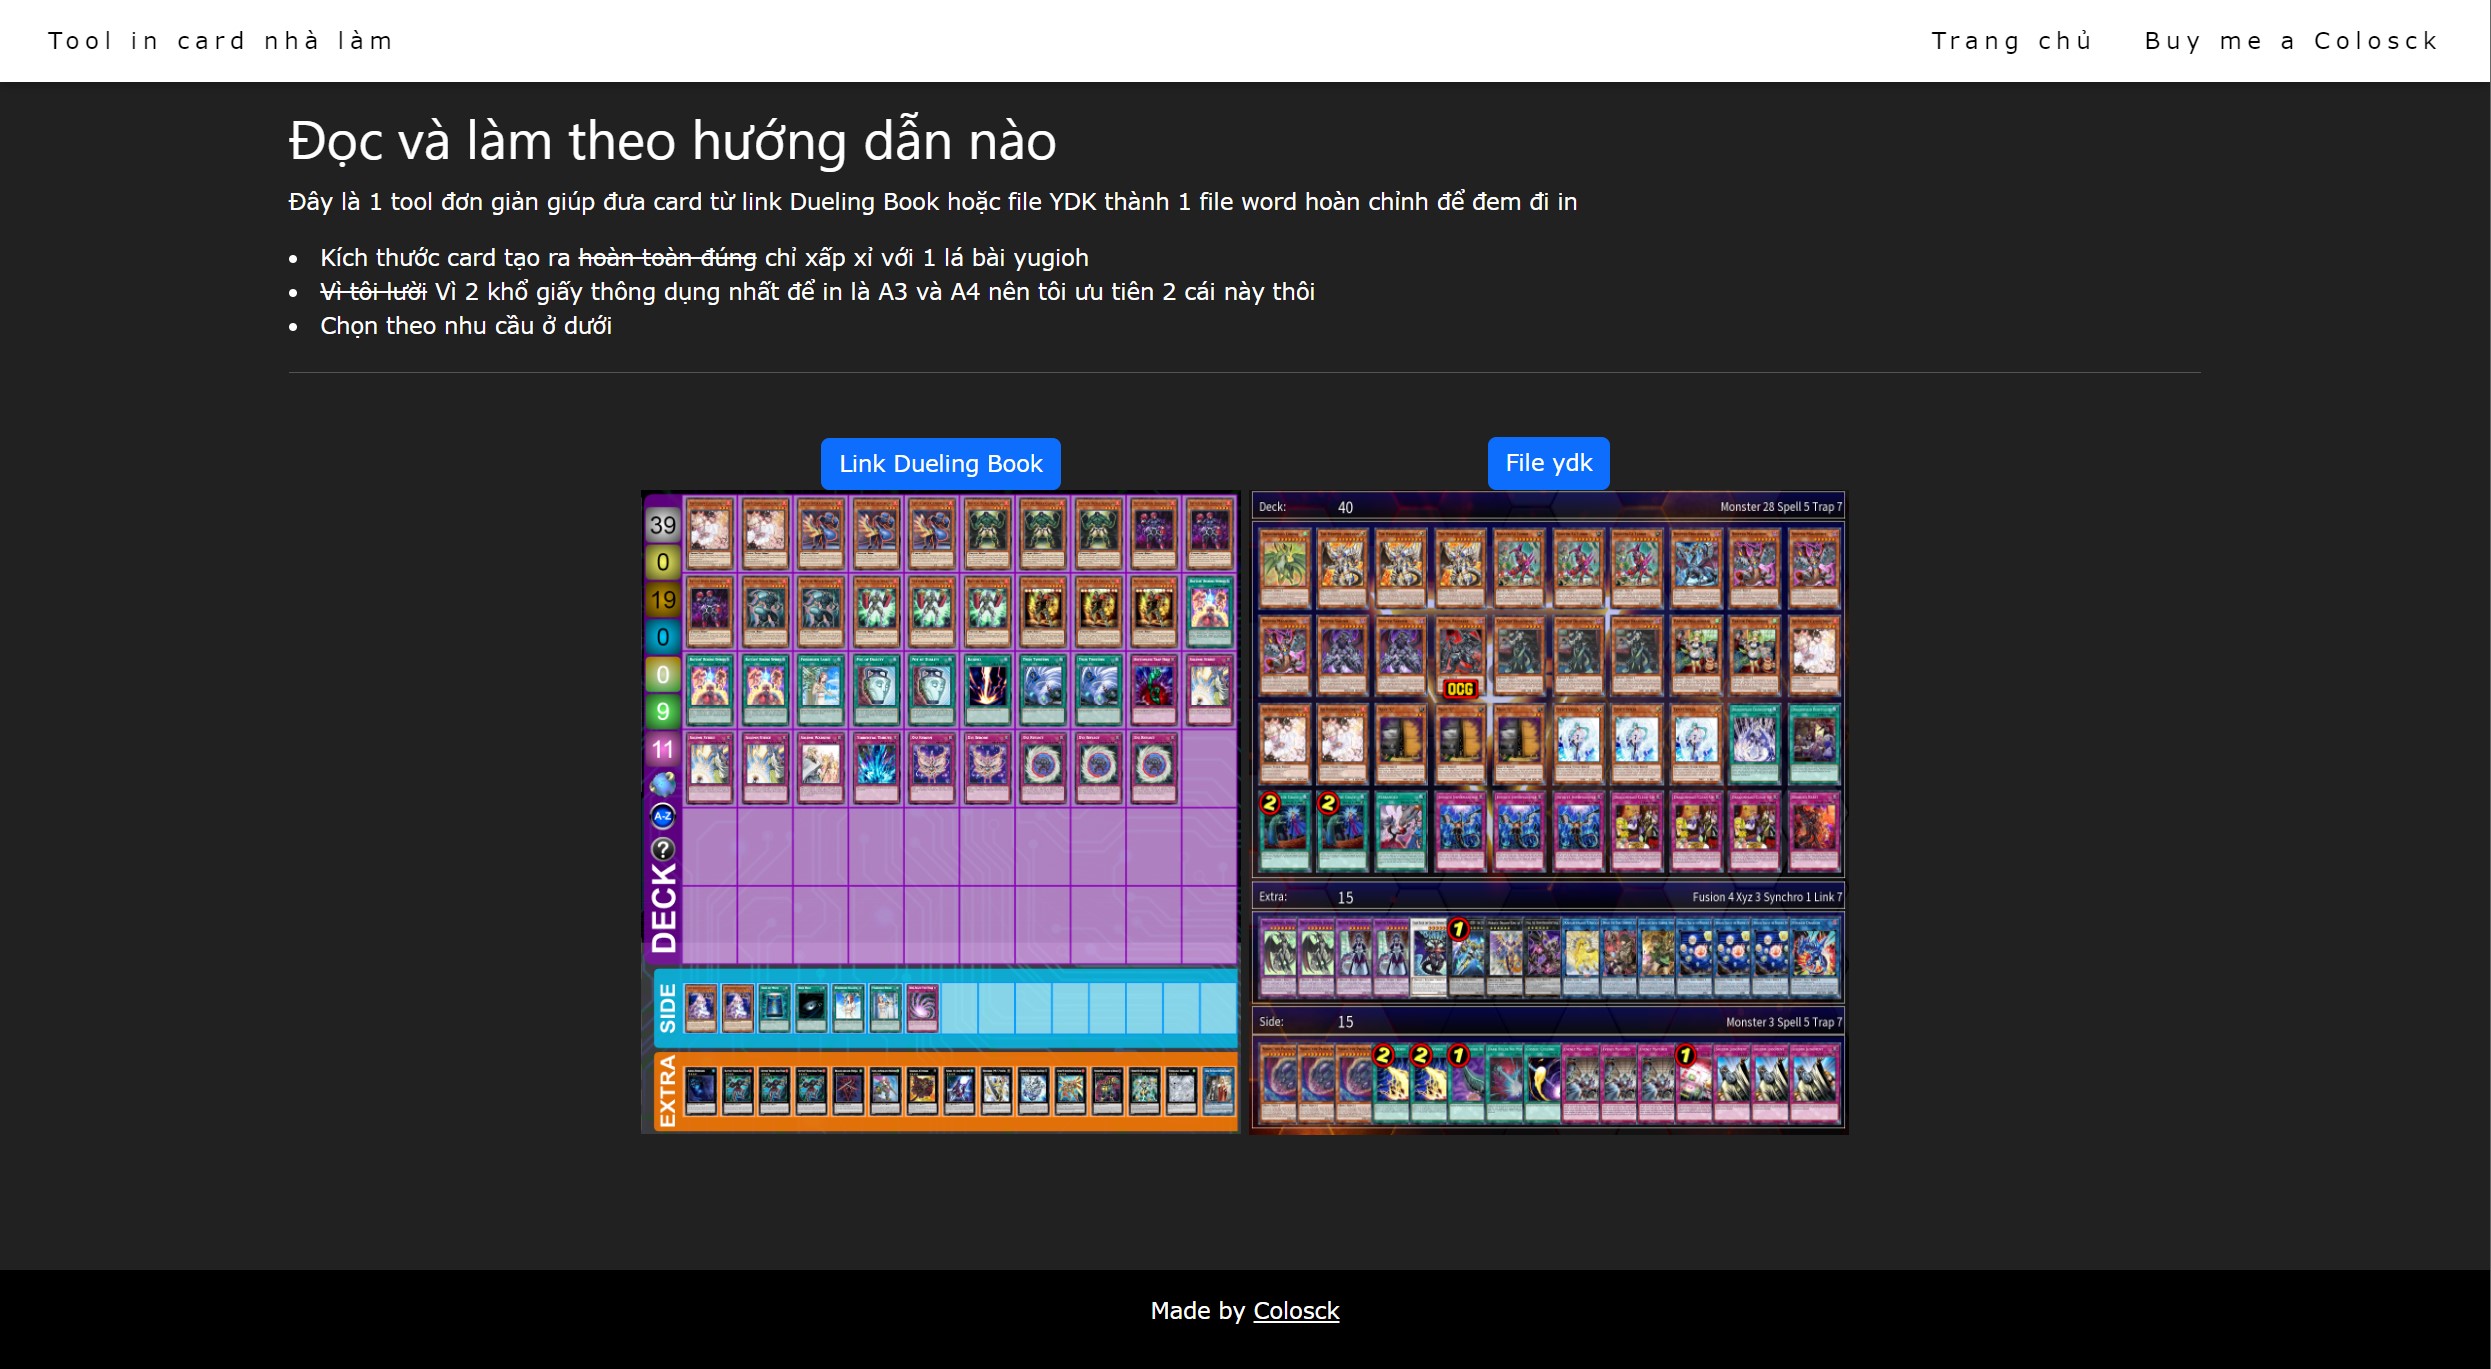 Tool in card nhà làm
Trang chủ
Buy me a Colosck
Đọc và làm theo hướng dẫn nào
Đây là 1 tool đơn giản giúp đưa card từ link Dueling Book hoặc file YDK thành 1 file word hoàn chỉnh để đem đi in
Kích thước card tạo ra hoàn toàn đúng chỉ xấp xỉ với 1 lá bài yugioh
Vì tôi lười Vì 2 khổ giấy thông dụng nhất để in là A3 và A4 nên tôi ưu tiên 2 cái này thôi
Chọn theo nhu cầu ở dưới
Link Dueling Book
39
0
19
0
0
9
11
A-Z
?
DECK
SIDE
EXTRA
File ydk
Deck: 40 Monster 28 Spell 5 Trap 7
OCG
2
2
Extra: 15 Fusion 4 Xyz 3 Synchro 1 Link 7
1
Side: 15 Monster 3 Spell 5 Trap 7
2
2
1
1
Made by Colosck